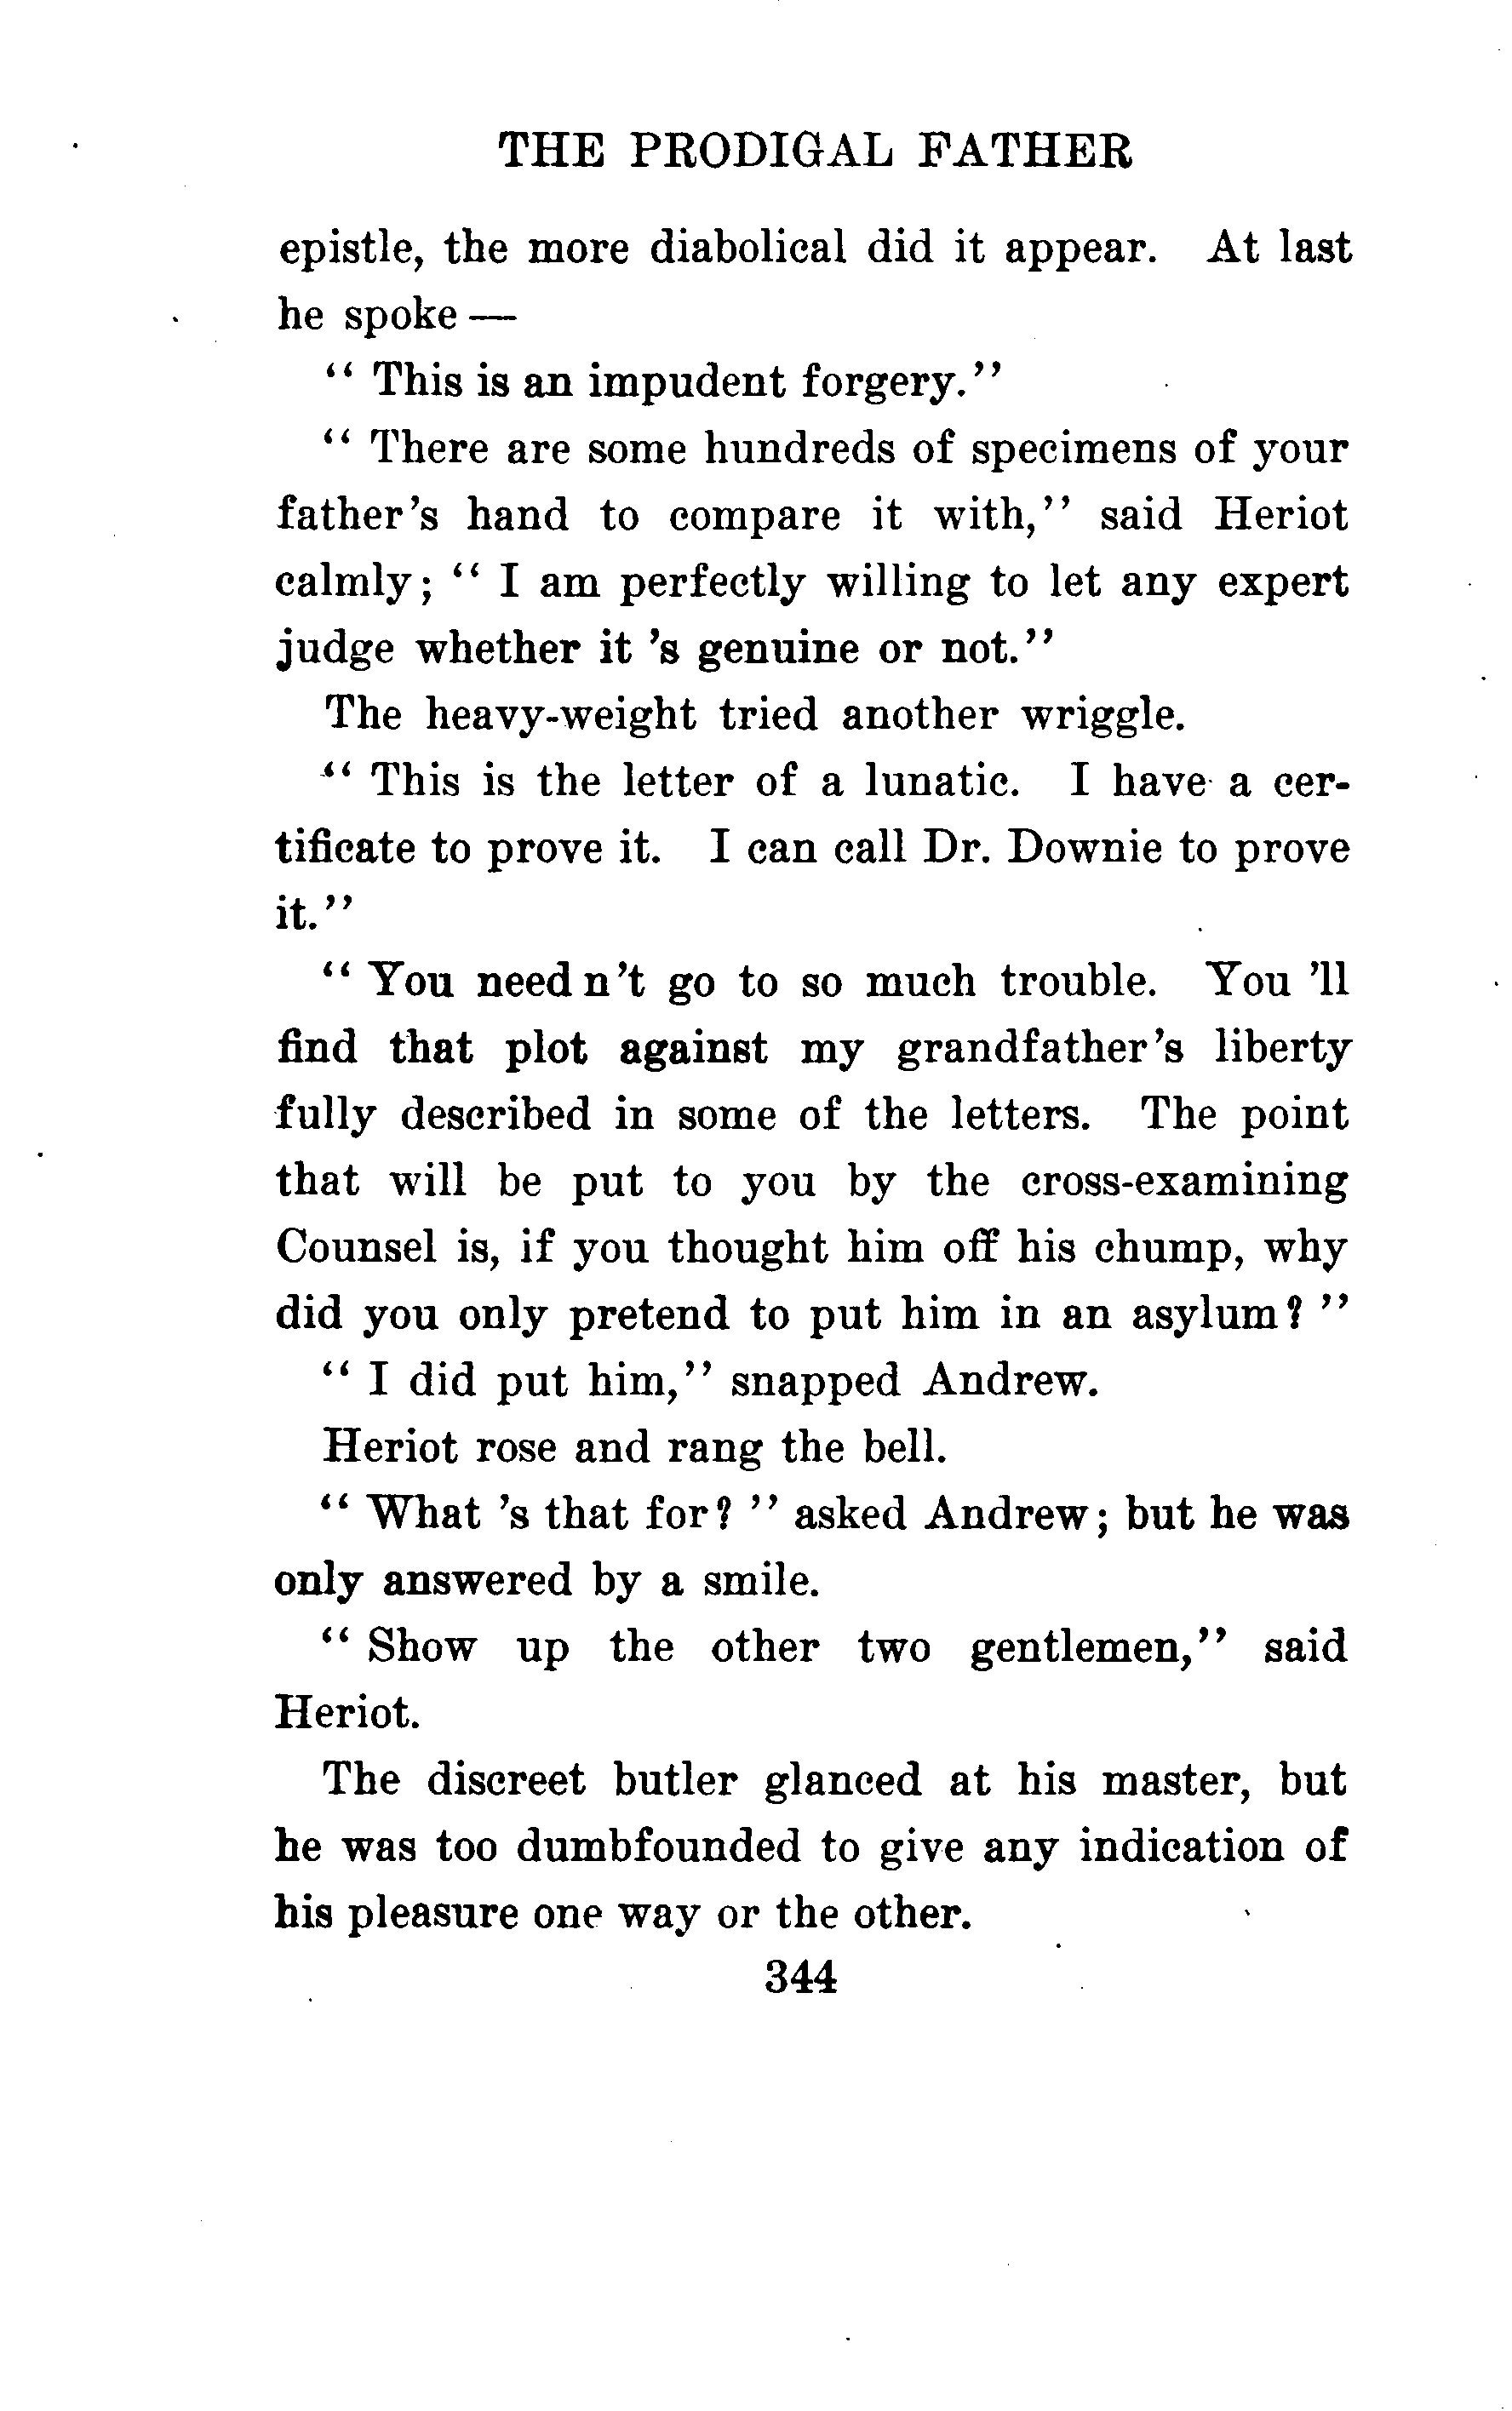 THE PRODIGAL FATHER
epistle, the more diabolical did it appear. At last
he spoke —
“ This is an impudent forgery.”
“ There are some hundreds of specimens of your
father’s hand to compare it with,” said Heriot
calmly; “ I am perfectly willing to let any expert
judge whether it ’s genuine or not.”
The heavy-weight tried another wriggle.
“ This is the letter of a lunatic. I have a cer-
tificate to prove it. I can call Dr. Downie to prove
it.”
“ You need n’t go to so much trouble. You ’ll
find that plot against my grandfather’s liberty
fully described in some of the letters. The point
that will be put to you by the cross-examining
Counsel is, if you thought him off his chump, why
did you only pretend to put him in an asylum? ”
“ I did put him,” snapped Andrew.
Heriot rose and rang the bell.
“ What ’s that for? ” asked Andrew; but he was
only answered by a smile.
“ Show up the other two gentlemen,” said
Heriot.
The discreet butler glanced at his master, but
he was too dumbfounded to give any indication of
his pleasure one way or the other.
344